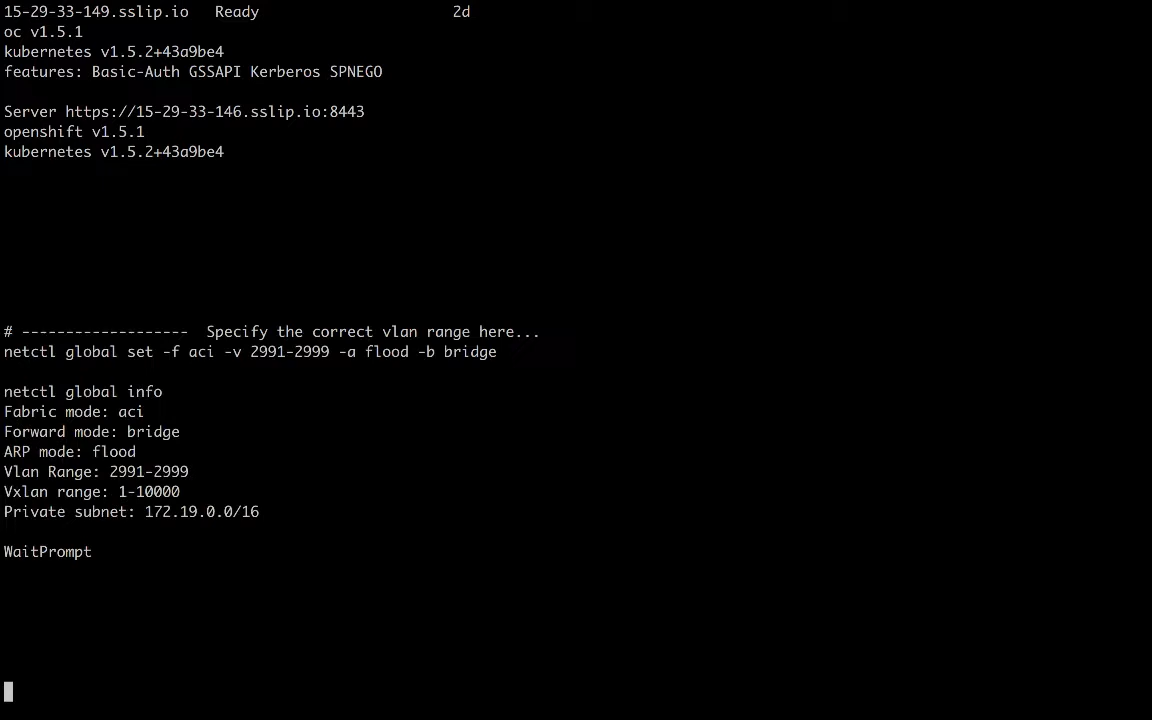 15-29-33-149.sslip.io   Ready                      2d
oc v1.5.1
kubernetes v1.5.2+43a9be4
features: Basic-Auth GSSAPI Kerberos SPNEGO
Server https://15-29-33-146.sslip.io:8443
openshift v1.5.1
kubernetes v1.5.2+43a9be4
# -------------------  Specify the correct vlan range here...
netctl global set -f aci -v 2991-2999 -a flood -b bridge
netctl global info
Fabric mode: aci
Forward mode: bridge
ARP mode: flood
Vlan Range: 2991-2999
Vxlan range: 1-10000
Private subnet: 172.19.0.0/16
WaitPrompt